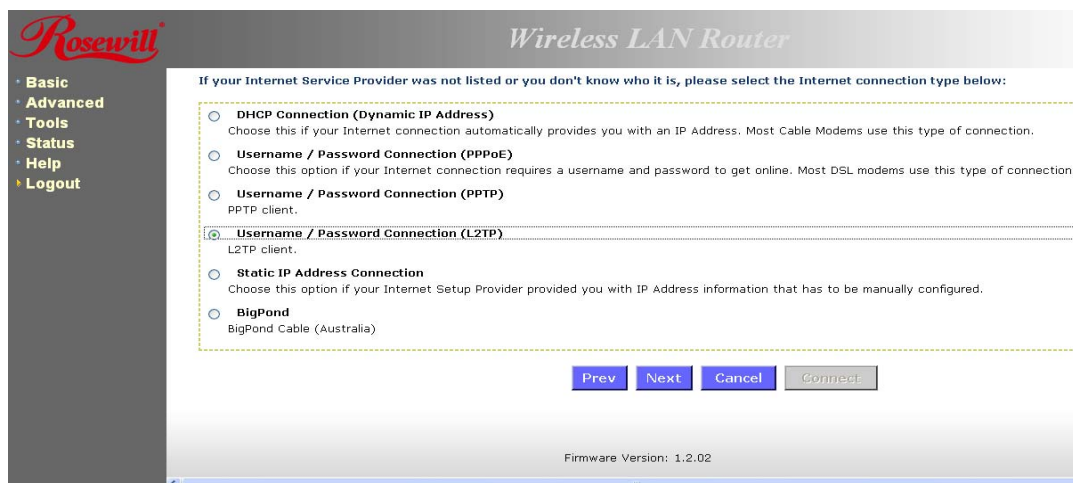 Rosewill
Wireless LAN Router
Basic
Advanced
Tools
Status
Help
Logout
If your Internet Service Provider was not listed or you don't know who it is, please select the Internet connection type below:
DHCP Connection (Dynamic IP Address)
Choose this if your Internet connection automatically provides you with an IP Address. Most Cable Modems use this type of connection.
Username / Password Connection (PPPoE)
Choose this option if your Internet connection requires a username and password to get online. Most DSL modems use this type of connection
Username / Password Connection (PPTP)
PPTP client.
Username / Password Connection (L2TP)
L2TP client.
Static IP Address Connection
Choose this option if your Internet Setup Provider provided you with IP Address information that has to be manually configured.
BigPond
BigPond Cable (Australia)
Prev Next Cancel Connect
Firmware Version: 1.2.02